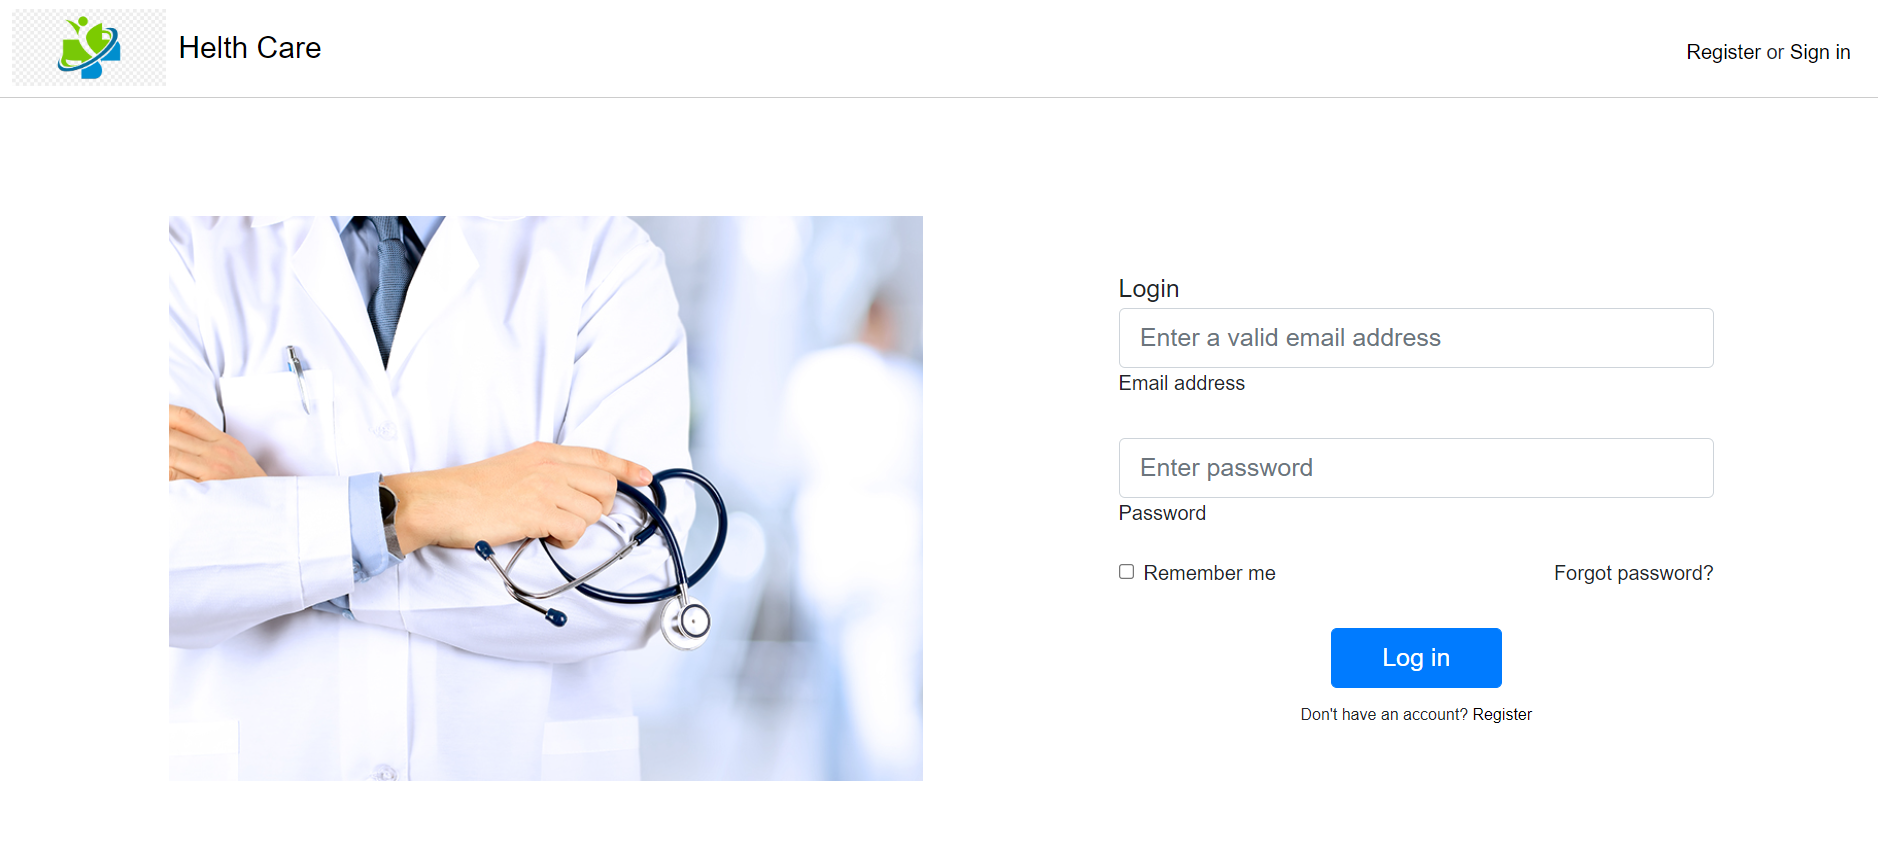 Helth Care
Register or Sign in
Login
Enter a valid email address
Email address
Enter password
Password
Remember me
Forgot password?
Log in
Don't have an account? Register